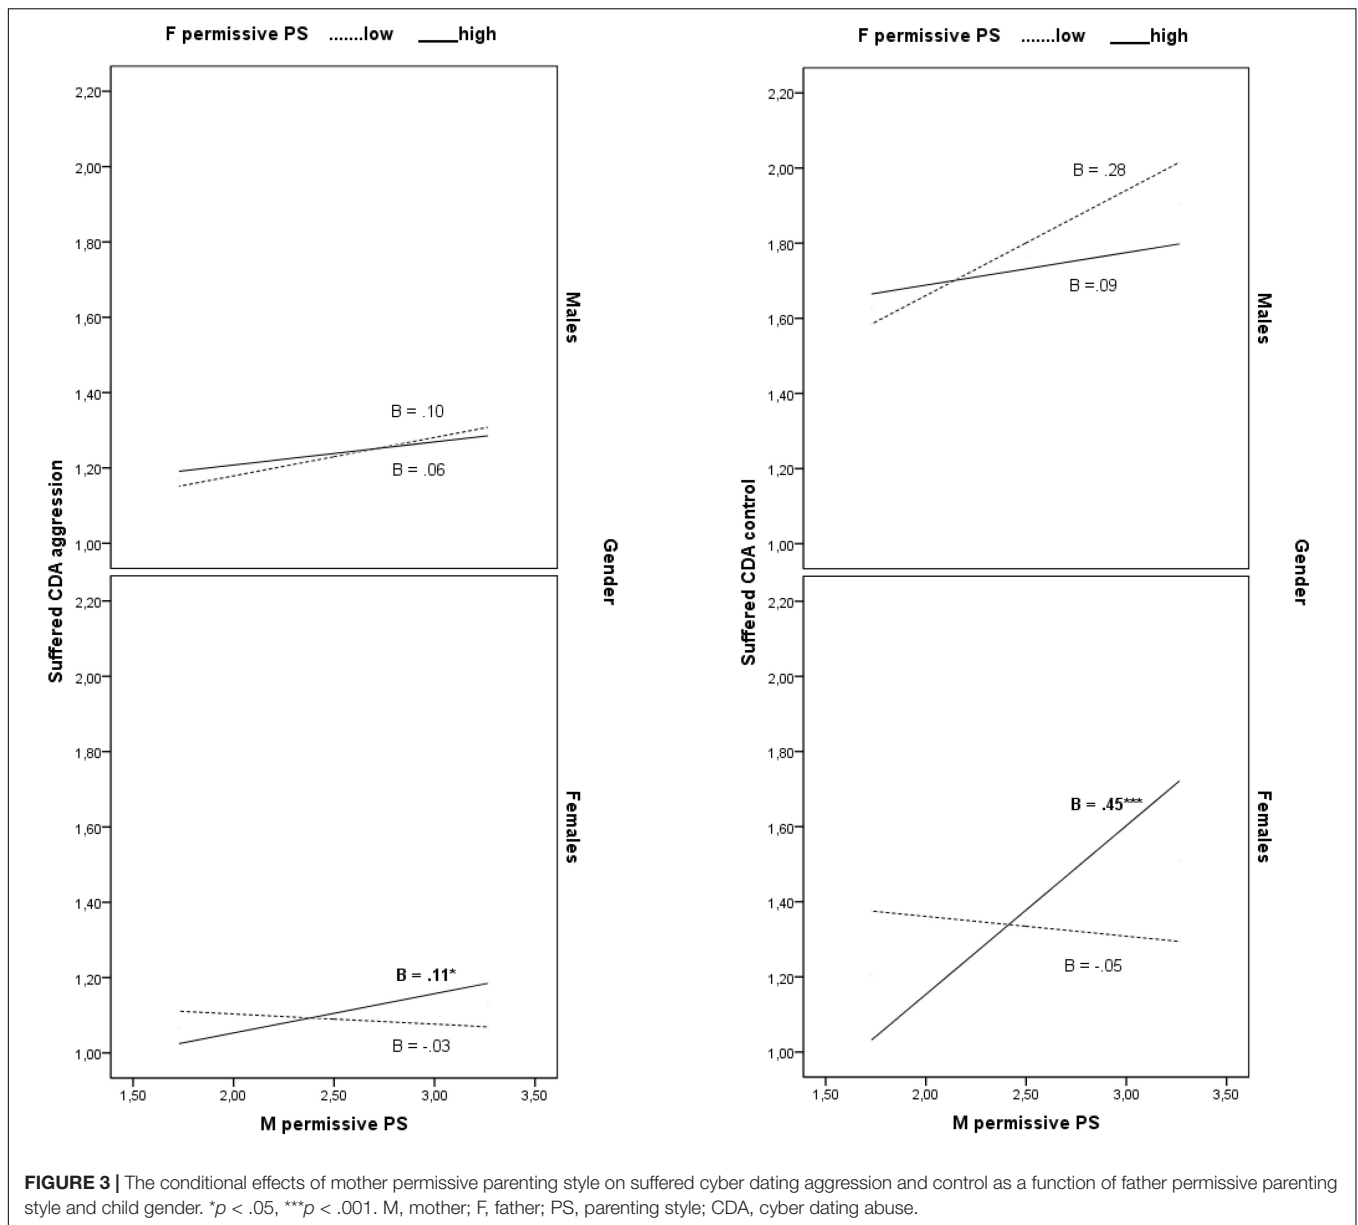 F permissive PS .......low ____high
2,20
2,00
1,80
1,60
1,40
1,20
1,00
B = .10
B = .06
Males
2,20
2,00
1,80
1,60
1,40
1,20
1,00
B = .11*
B = -.03
Females
Suffered CDA aggression
Gender
1,50 2,00 2,50 3,00 3,50
M permissive PS
F permissive PS .......low ____high
2,20
2,00
1,80
1,60
1,40
1,20
1,00
B = .28
B =.09
Males
2,20
2,00
1,80
1,60
1,40
1,20
1,00
B = .45***
B = -.05
Females
Suffered CDA control
Gender
1,50 2,00 2,50 3,00 3,50
M permissive PS
FIGURE 3 | The conditional effects of mother permissive parenting style on suffered cyber dating aggression and control as a function of father permissive parenting
style and child gender. *p < .05, ***p < .001. M, mother; F, father; PS, parenting style; CDA, cyber dating abuse.